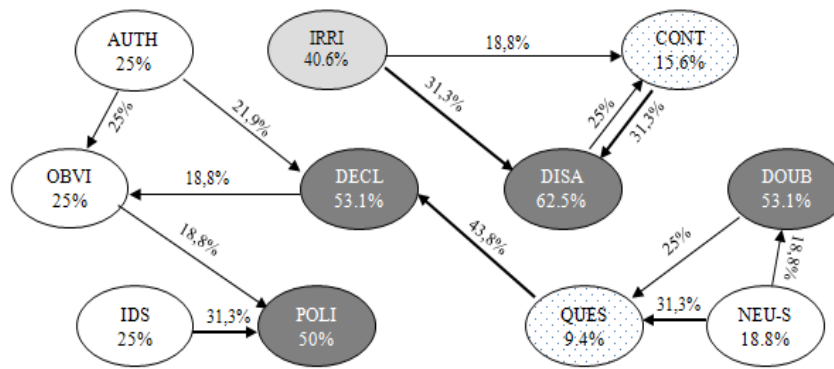 AUTH
25%
IRRI
40.6%
18,8%
CONT
15,6%
25%
21,9%
31,3%
25%
31,3%
OBVI
25%
18,8%
DECL
53.1%
DISA
62.5%
DOUB
53.1%
18,8%
43,8%
25%
18,8%
IDS
25%
31,3%
POLI
50%
QUES
9.4%
31,3%
NEU-S
18.8%